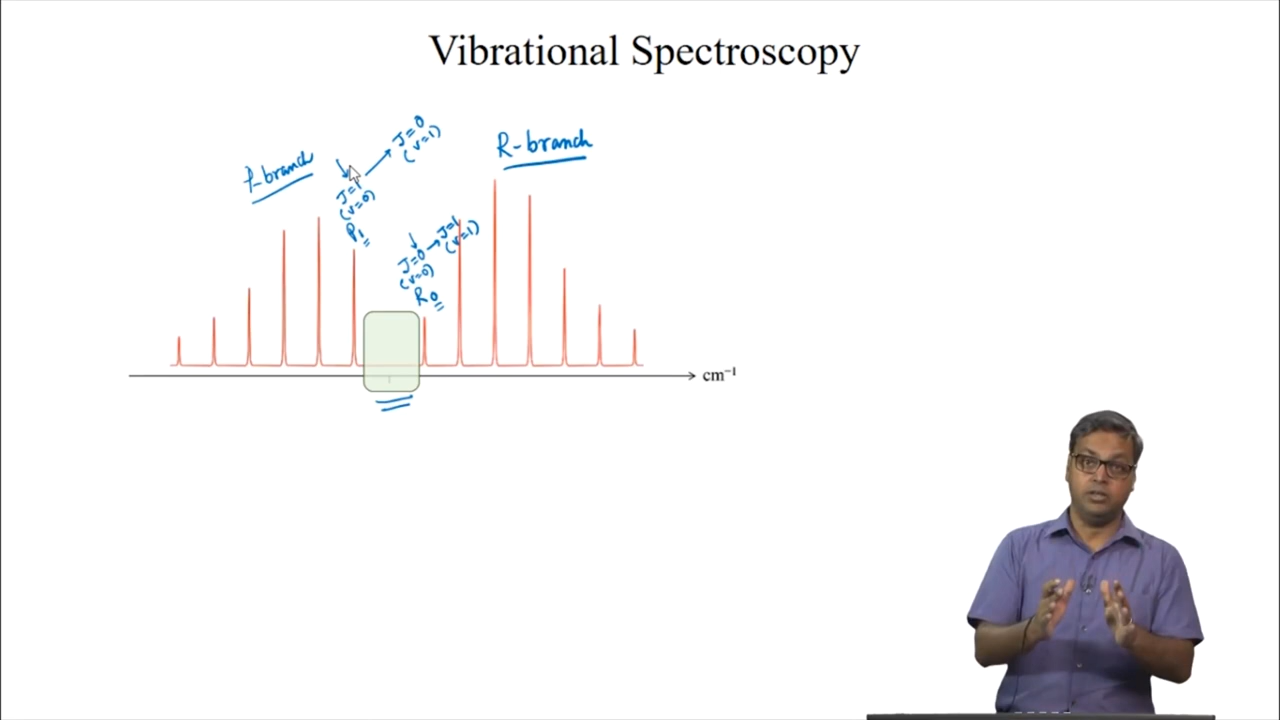 Vibrational Spectroscopy
P-branch
J=1
(v=0)
P1
J=0
(v=1)
R-branch
J=0
(v=0)
R0
J=1
(v=1)
cm⁻¹